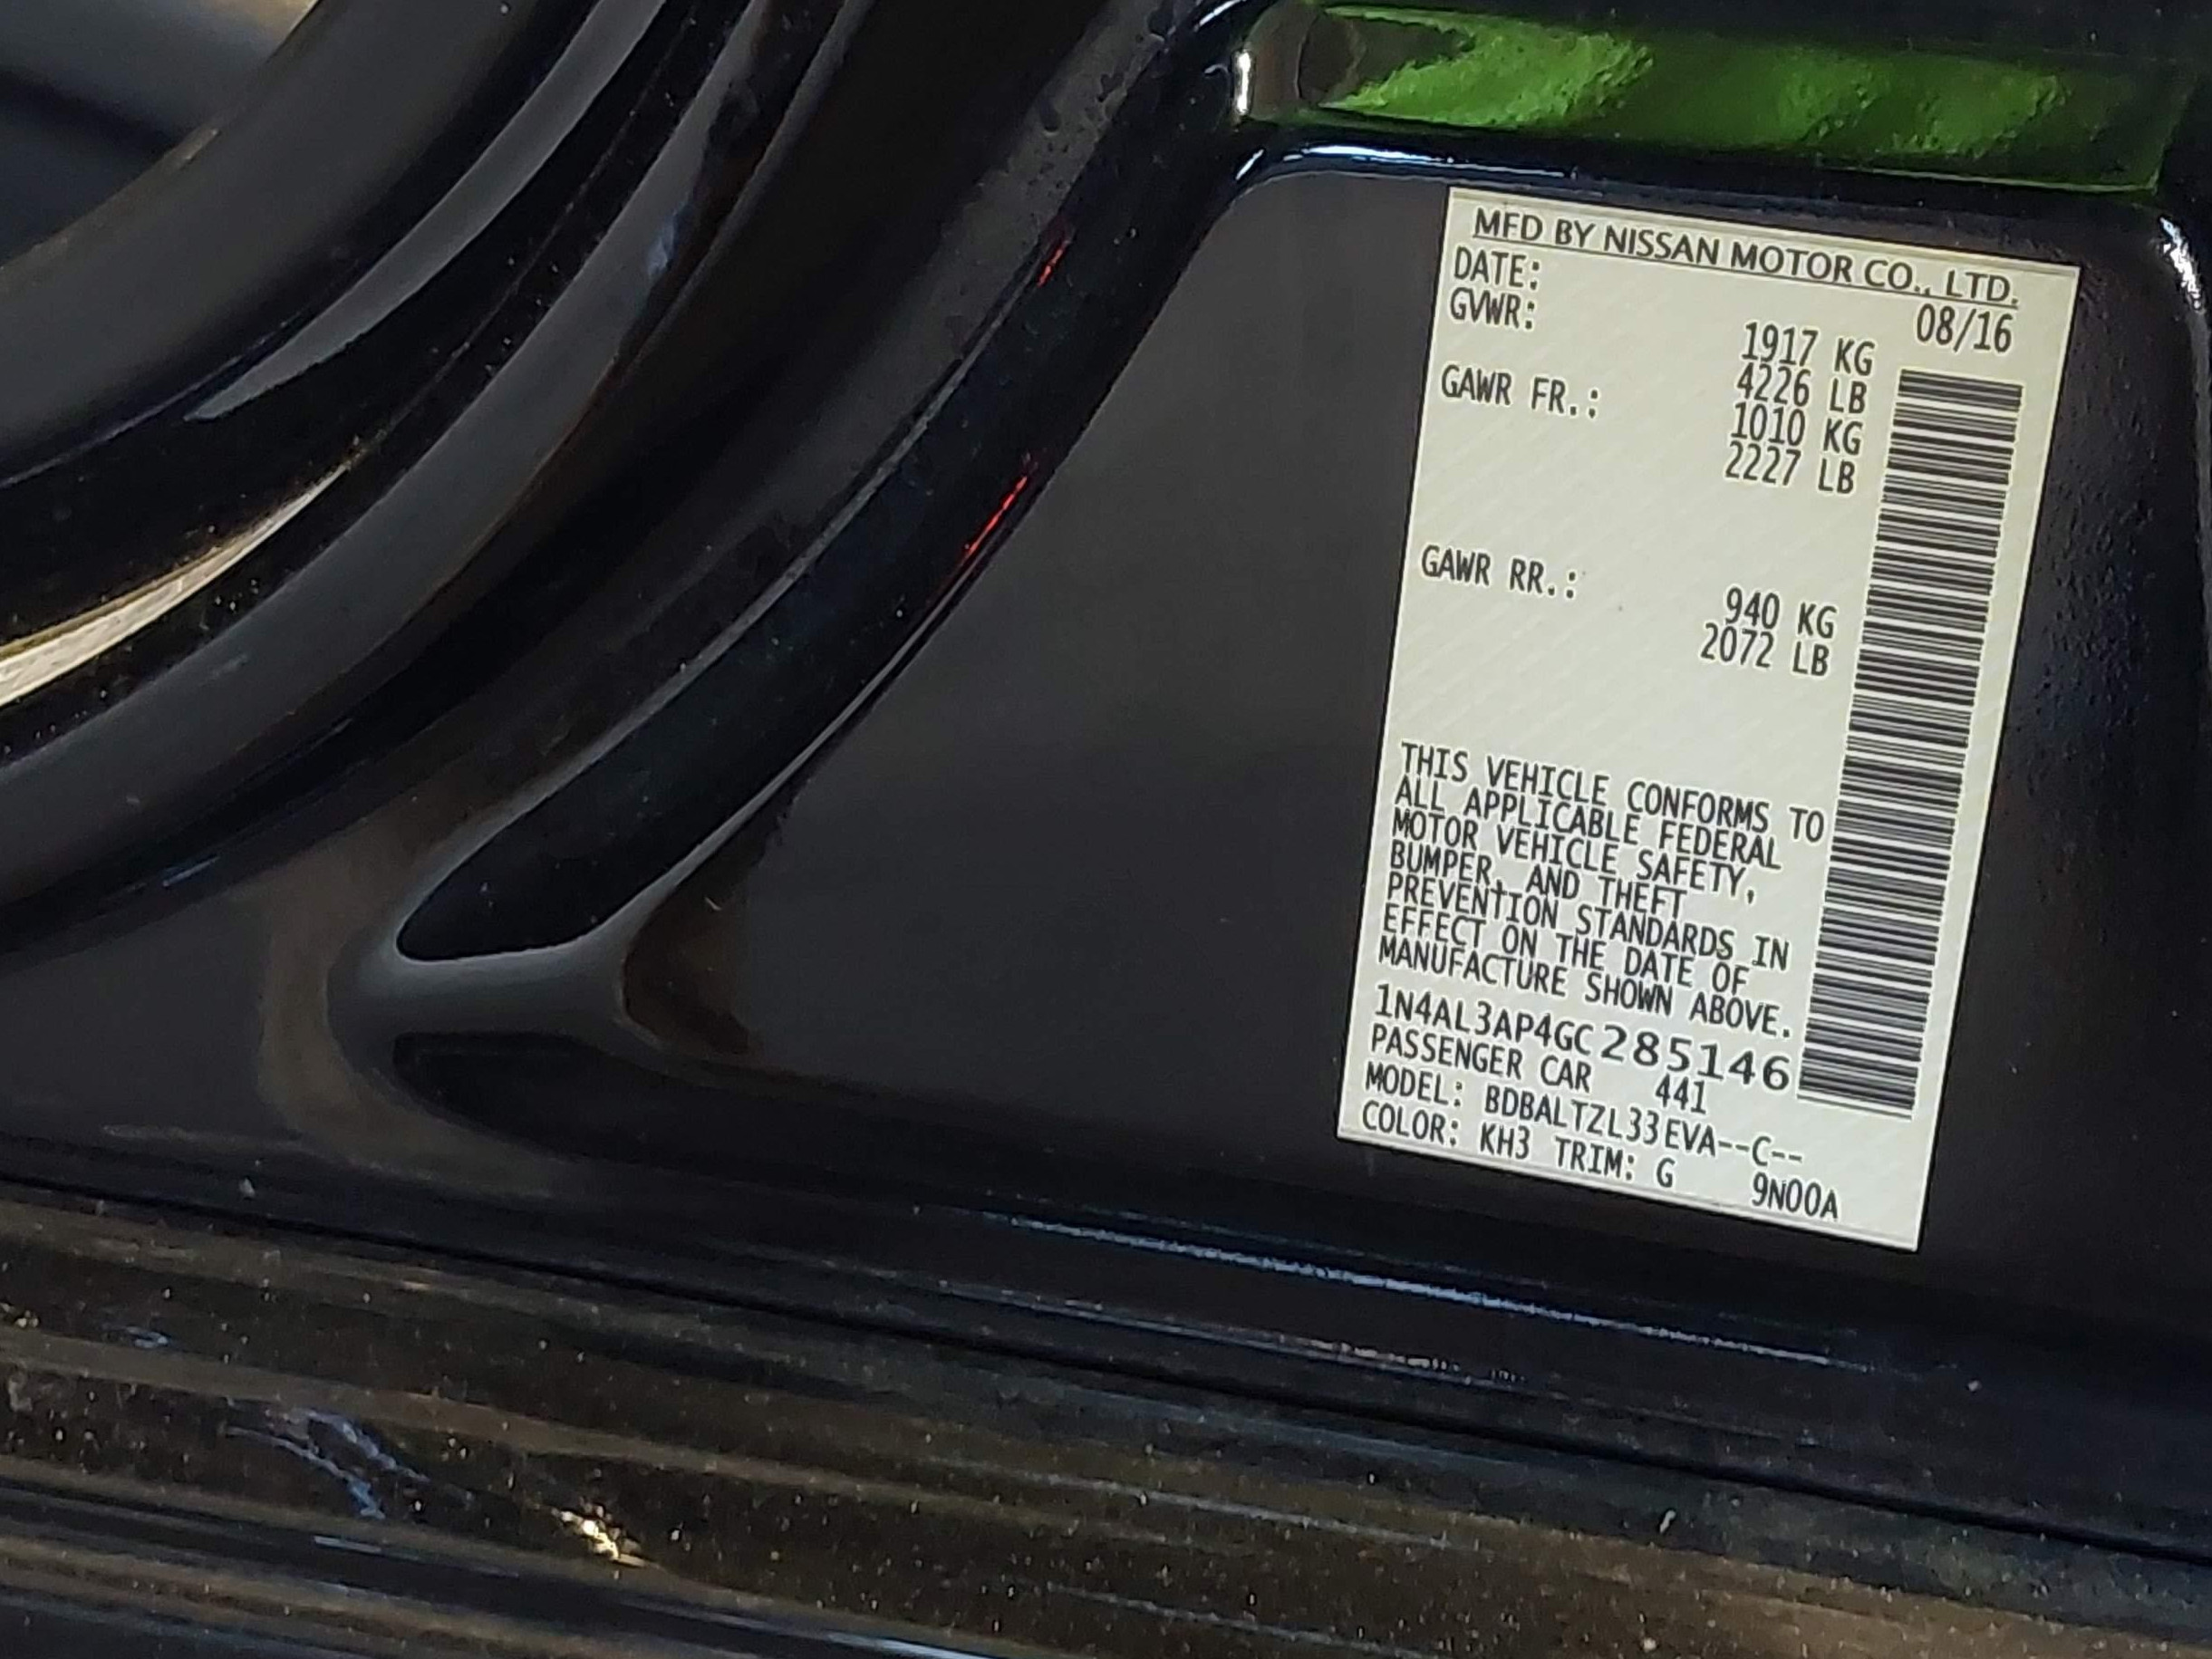 MFD BY NISSAN MOTOR CO., LTD.
DATE: 08/16
GVWR: 1917 KG
4226 LB
GAWR FR.: 1010 KG
2227 LB
GAWR RR.: 940 KG
2072 LB
THIS VEHICLE CONFORMS TO
ALL APPLICABLE FEDERAL
MOTOR VEHICLE SAFETY,
BUMPER, AND THEFT
PREVENTION STANDARDS IN
EFFECT ON THE DATE OF
MANUFACTURE SHOWN ABOVE.
1N4AL3AP4GC285146
PASSENGER CAR 441
MODEL: BDBALTZL33EVA--C--
COLOR: KH3 TRIM: G 9N00A